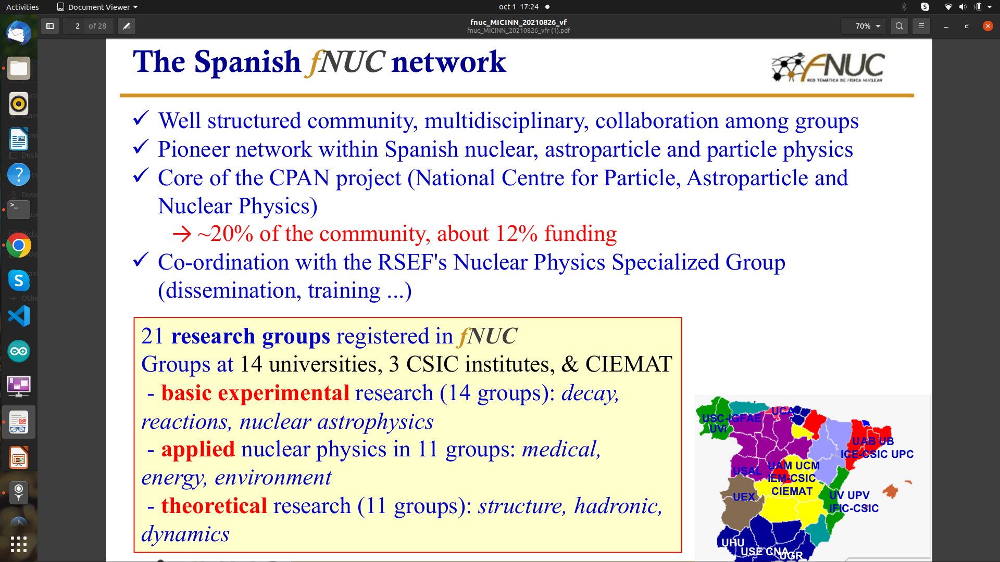 Activities
Document Viewer
oct 1 17:24
2 of 28
fnuc_MICINN_20210826_vf
fnuc_MICINN_20210826_vfr (1).pdf
70%
The Spanish fNUC network
fNUC
RED TEMÁTICA DE FÍSICA NUCLEAR
✓ Well structured community, multidisciplinary, collaboration among groups
✓ Pioneer network within Spanish nuclear, astroparticle and particle physics
✓ Core of the CPAN project (National Centre for Particle, Astroparticle and
Nuclear Physics)
→ ~20% of the community, about 12% funding
✓ Co-ordination with the RSEF's Nuclear Physics Specialized Group
(dissemination, training ...)
21 research groups registered in fNUC
Groups at 14 universities, 3 CSIC institutes, & CIEMAT
- basic experimental research (14 groups): decay,
reactions, nuclear astrophysics
- applied nuclear physics in 11 groups: medical,
energy, environment
- theoretical research (11 groups): structure, hadronic,
dynamics
UCA
USC-IGFAE
UVi
UAB UB
ICE-CSIC UPC
USAL
UAM UCM
IEM-CSIC
CIEMAT
UEX
UV UPV
IFIC-CSIC
UHU
USE CNA
UGR